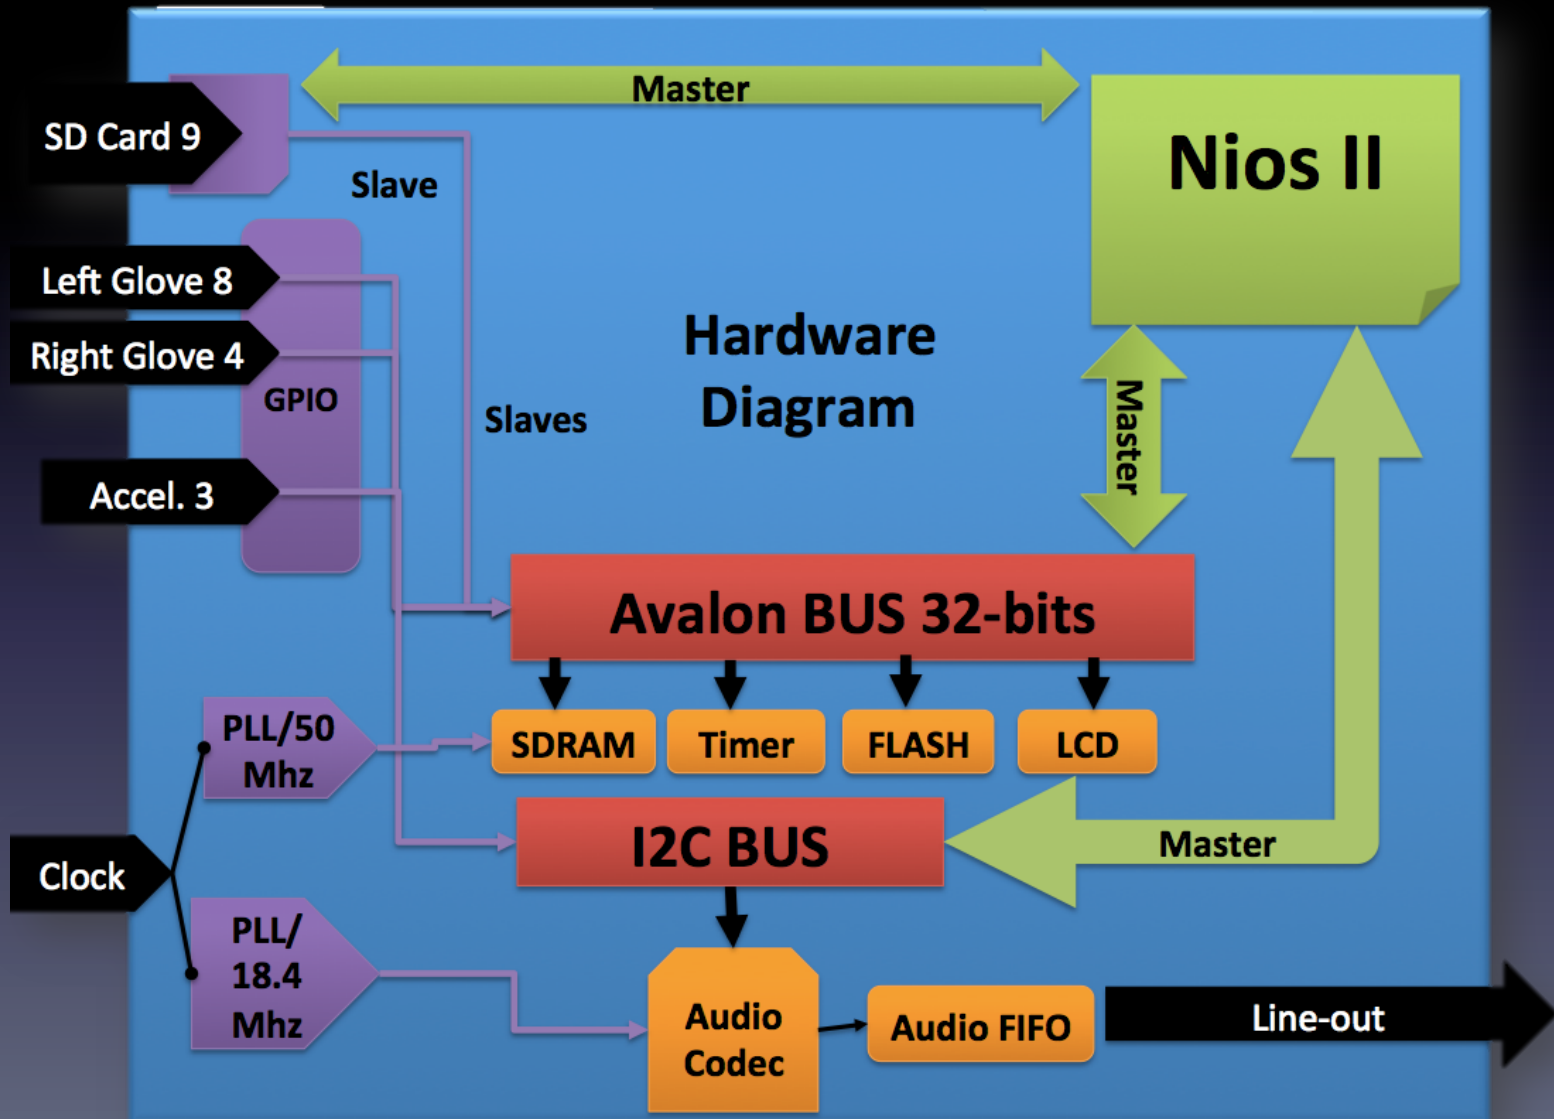 Master
SD Card 9
Nios II
Slave
Left Glove 8
Right Glove 4
GPIO
Hardware
Diagram
Slaves
Master
Accel. 3
Avalon BUS 32-bits
PLL/50
Mhz
SDRAM
Timer
FLASH
LCD
I2C BUS
Master
Clock
PLL/
18.4
Mhz
Audio
Codec
Audio FIFO
Line-out